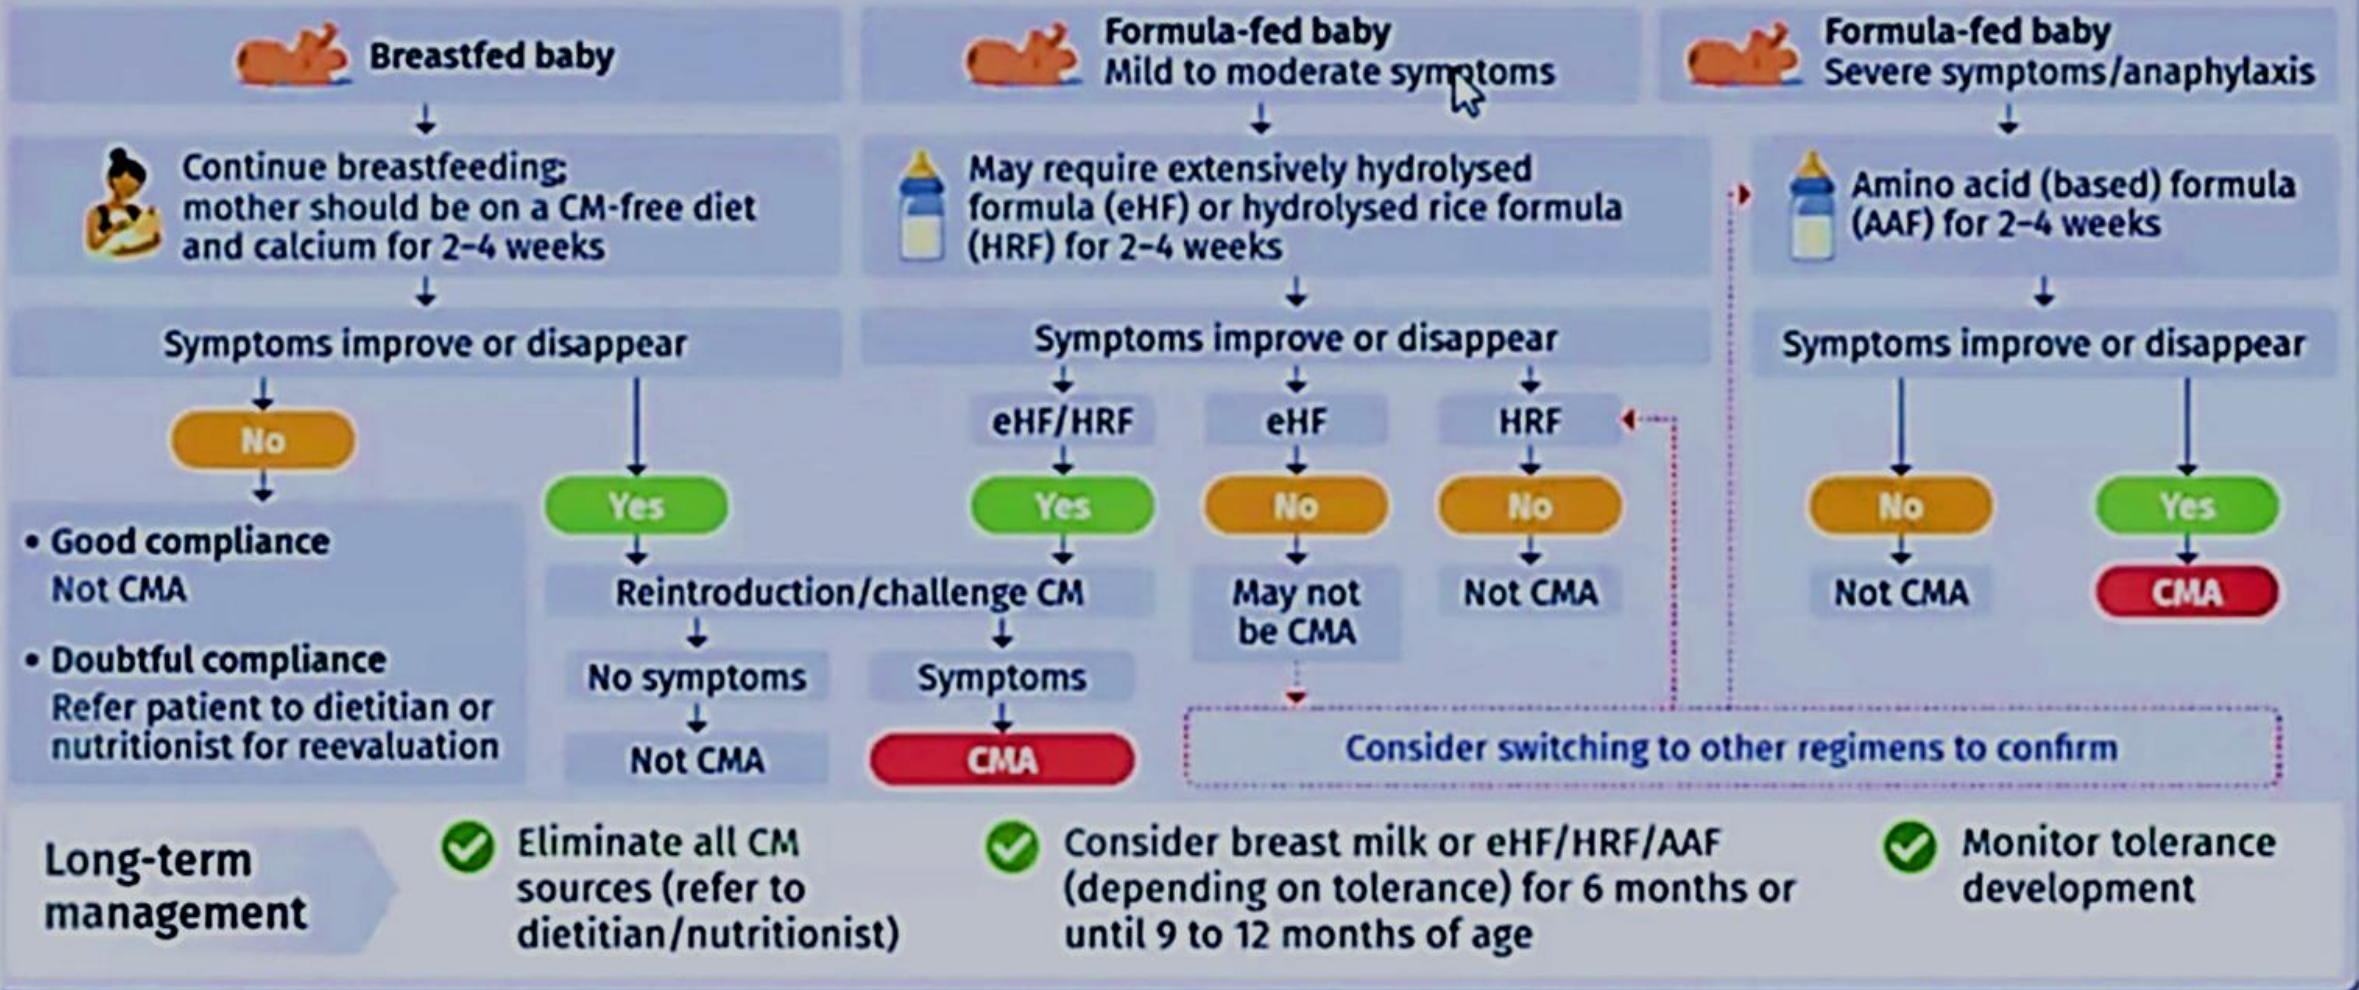 Breastfed baby
Formula-fed baby
Mild to moderate symptoms
Formula-fed baby
Severe symptoms/anaphylaxis
Continue breastfeeding;
mother should be on a CM-free diet
and calcium for 2–4 weeks
May require extensively hydrolysed
formula (eHF) or hydrolysed rice formula
(HRF) for 2–4 weeks
Amino acid (based) formula
(AAF) for 2–4 weeks
Symptoms improve or disappear
Symptoms improve or disappear
Symptoms improve or disappear
No
Yes
eHF/HRF
eHF
HRF
Yes
No
No
No
Yes
• Good compliance
Not CMA
• Doubtful compliance
Refer patient to dietitian or
nutritionist for reevaluation
Reintroduction/challenge CM
May not
be CMA
Not CMA
Not CMA
CMA
No symptoms
Symptoms
Not CMA
CMA
Consider switching to other regimens to confirm
Long-term
management
Eliminate all CM
sources (refer to
dietitian/nutritionist)
Consider breast milk or eHF/HRF/AAF
(depending on tolerance) for 6 months or
until 9 to 12 months of age
Monitor tolerance
development